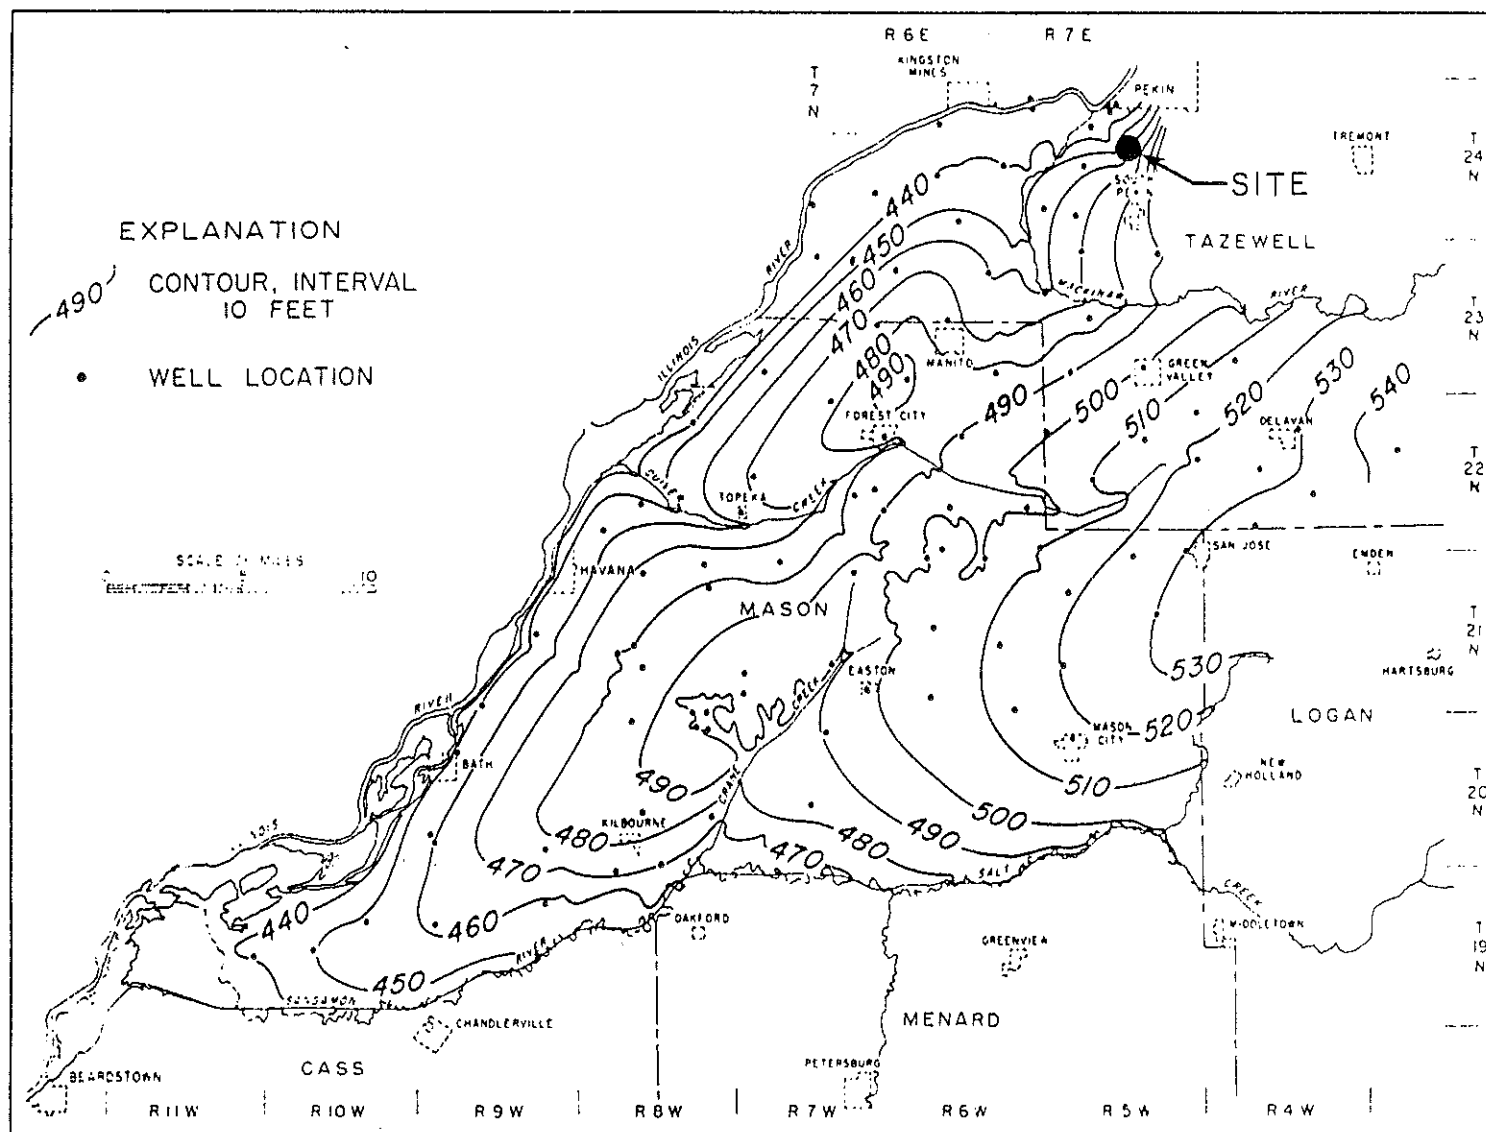 R 6 E
R 7 E
KINGSTON
MINES
T
7
N
PEKIN
TREMONT
T
24
N
SITE
440
TAZEWELL
EXPLANATION
490
CONTOUR, INTERVAL
10 FEET
WELL LOCATION
450
460
470
480
490
RIVER
ILLINOIS
MACKINAW
RIVER
T
23
N
MANITO
FOREST CITY
GREEN
VALLEY
490
500
510
520
530
540
DELAVAN
T
22
N
QUIVER
TOPEKA
CREEK
SCALE IN MILES
10
HAVANA
SAN JOSE
EMDEN
MASON
T
21
N
EASTON
CREEK
530
HARTSBURG
RIVER
520
LOGAN
MASON
CITY
BATH
CRANE
NEW
HOLLAND
T
20
N
490
510
500
KILBOURNE
480
490
480
470
470
SALT
CREEK
440
460
OAKFORD
MIDDLETOWN
T
19
N
RIVER
GREENVIEW
450
SANGAMON
CHANDLERVILLE
MENARD
PETERSBURG
CASS
BEARDSTOWN
R 11 W
R 10 W
R 9 W
R 8 W
R 7 W
R 6 W
R 5 W
R 4 W